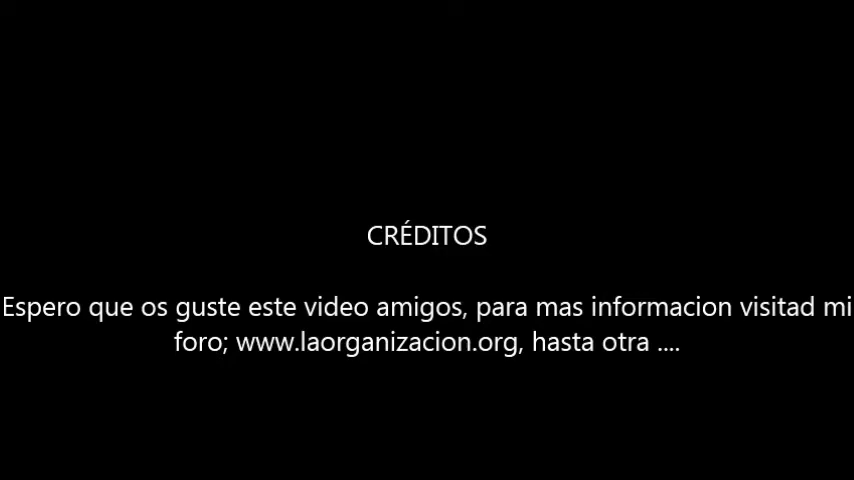 CRÉDITOS
Espero que os guste este video amigos, para mas informacion visitad mi
foro; www.laorganizacion.org, hasta otra ....